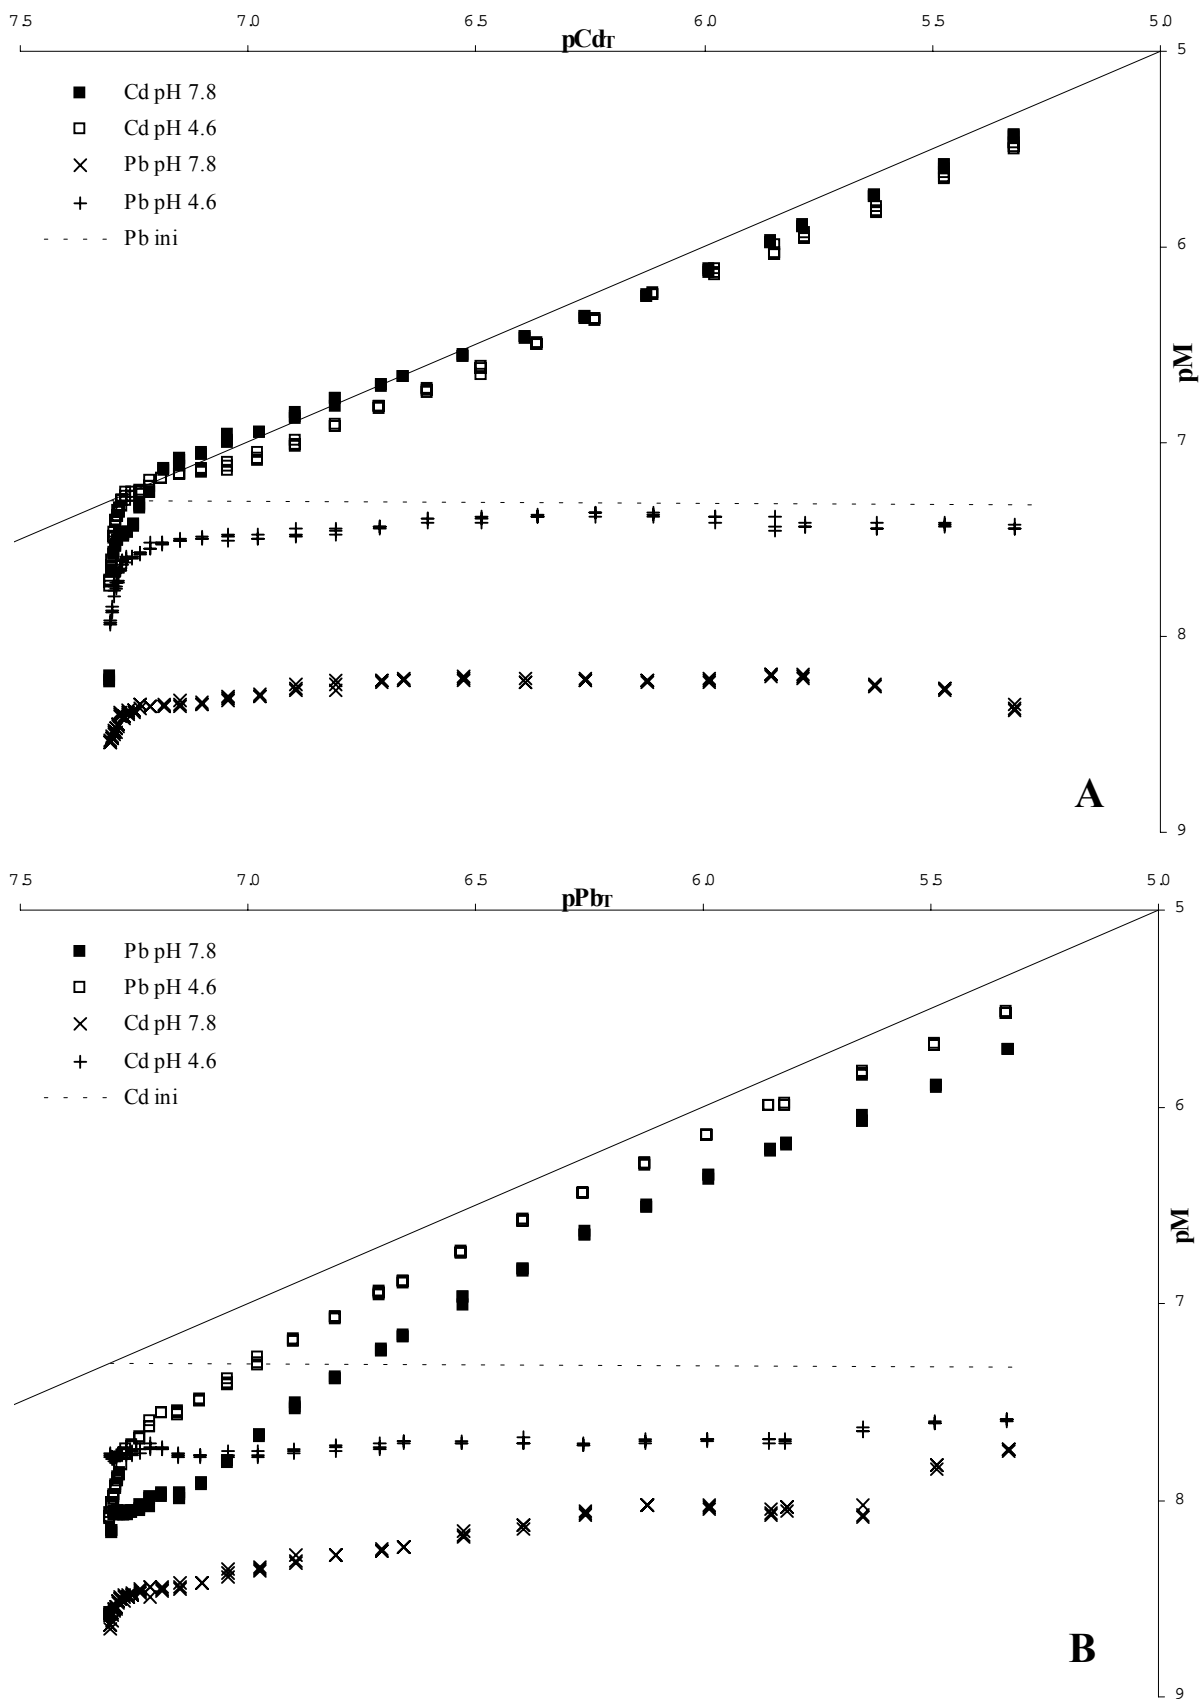 7.5 7.0 6.5 6.0 5.5 5.0
pCdT
5
Cd pH 7.8
Cd pH 4.6
Pb pH 7.8
Pb pH 4.6
- - - - Pb ini
6
pM
7
8
A
9
7.5 7.0 6.5 6.0 5.5 5.0
pPbT
5
Pb pH 7.8
Pb pH 4.6
Cd pH 7.8
Cd pH 4.6
- - - - Cd ini
6
pM
7
8
B
9